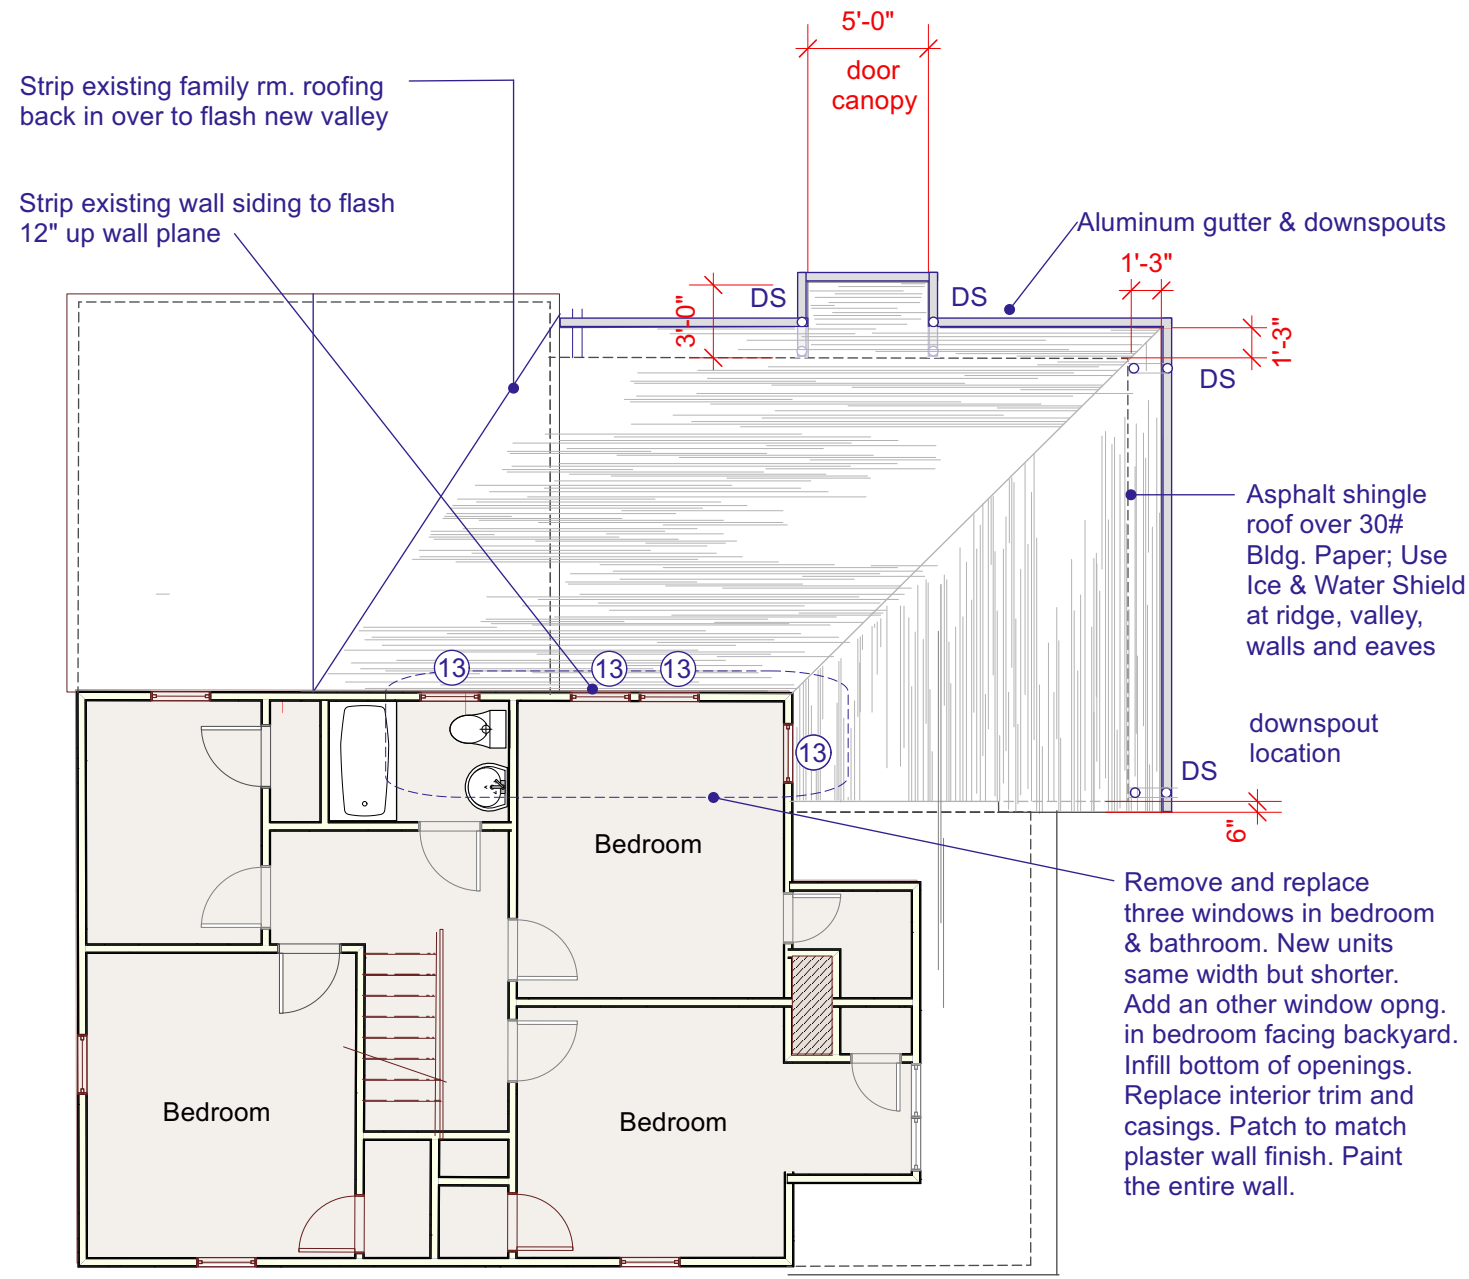 5'-0"
door
canopy
Strip existing family rm. roofing
back in over to flash new valley
Strip existing wall siding to flash
12" up wall plane
Aluminum gutter & downspouts
1'-3"
DS
DS
3'-0"
1'-3"
DS
Asphalt shingle
roof over 30#
Bldg. Paper; Use
Ice & Water Shield
at ridge, valley,
walls and eaves
13
13
13
13
downspout
location
DS
6"
Bedroom
Remove and replace
three windows in bedroom
& bathroom. New units
same width but shorter.
Add an other window opng.
in bedroom facing backyard.
Infill bottom of openings.
Replace interior trim and
casings. Patch to match
plaster wall finish. Paint
the entire wall.
Bedroom
Bedroom